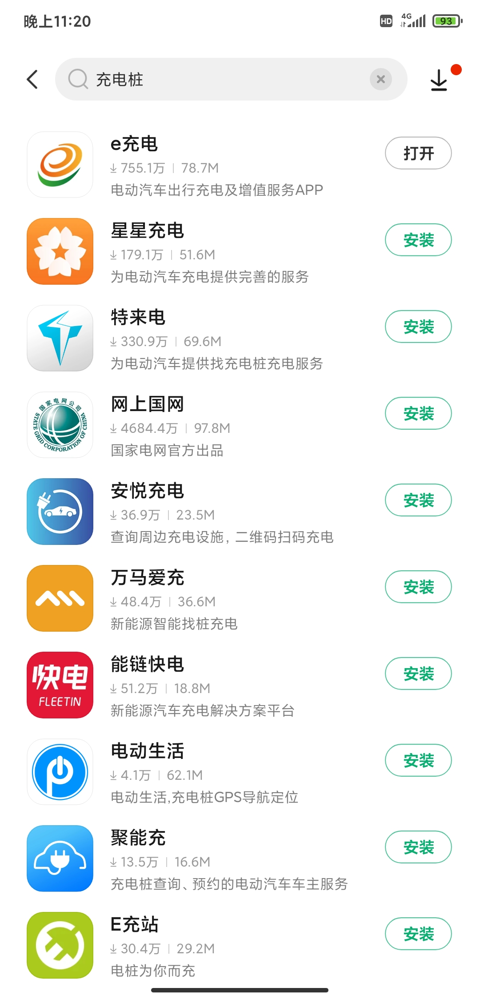 晚上11:20
HD
4G
93
充电桩
e充电
755.1万 | 78.7M
电动汽车出行充电及增值服务APP
打开
星星充电
179.1万 | 51.6M
为电动汽车充电提供完善的服务
安装
特来电
330.9万 | 69.6M
为电动汽车提供找充电桩充电服务
安装
国家电网公司
STATE GRID CORPORATION OF CHINA
网上国网
4684.4万 | 97.8M
国家电网官方出品
安装
安悦充电
36.9万 | 23.5M
查询周边充电设施，二维码扫码充电
安装
万马爱充
48.4万 | 36.6M
新能源智能找桩充电
安装
快电
FLEETIN
能链快电
51.2万 | 18.8M
新能源汽车充电解决方案平台
安装
电动生活
4.1万 | 62.1M
电动生活,充电桩GPS导航定位
安装
聚能充
13.5万 | 16.6M
充电桩查询、预约的电动汽车车主服务
安装
E充站
30.4万 | 29.2M
电桩为你而充
安装